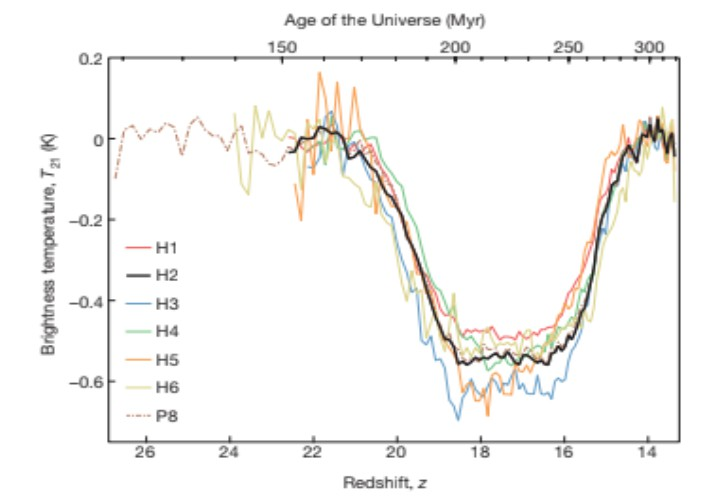 Age of the Universe (Myr)
150 200 250 300
0.2
0
−0.2
−0.4
−0.6
Brightness temperature, T21 (K)
H1
H2
H3
H4
H5
H6
P8
26 24 22 20 18 16 14
Redshift, z